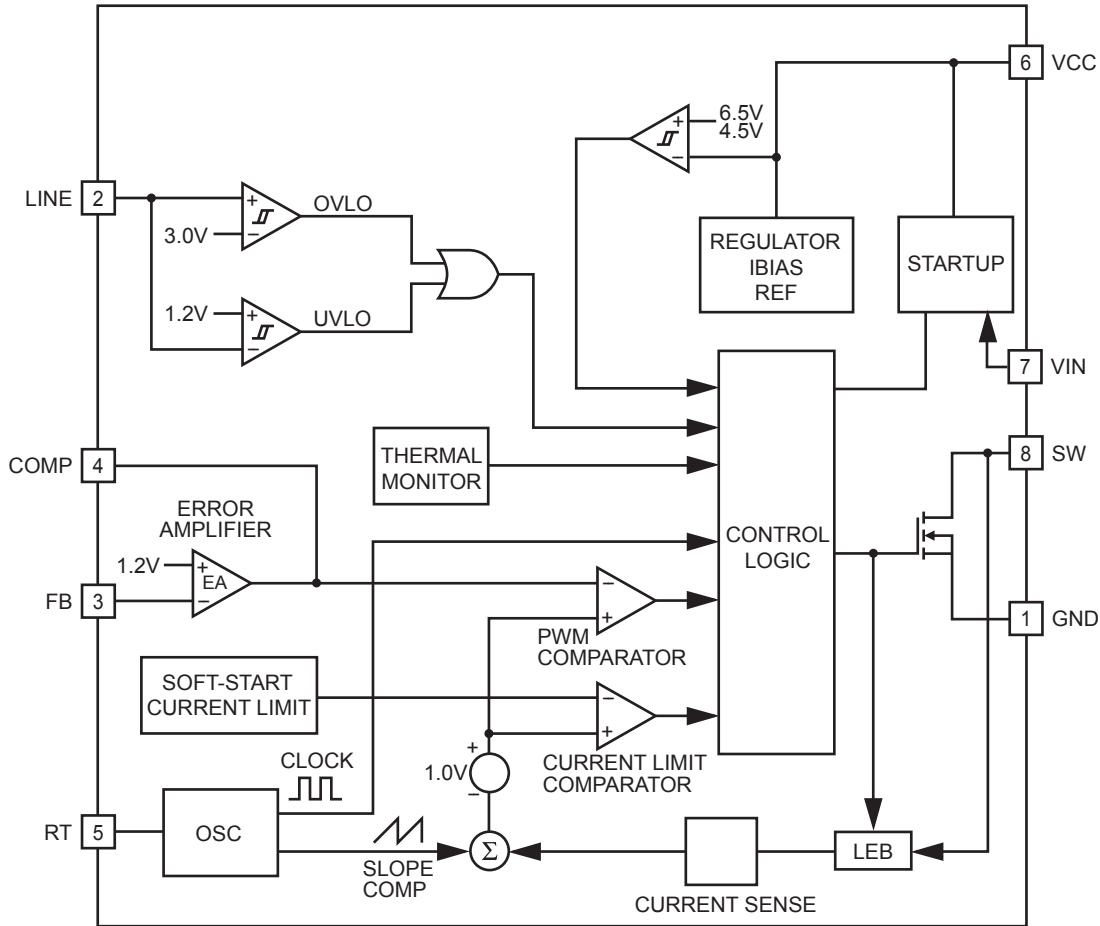 6 VCC
+ 6.5V
4.5V
−
LINE 2
+ OVLO
3.0V −
REGULATOR
IBIAS
REF
STARTUP
1.2V + UVLO
−
7 VIN
COMP 4
THERMAL
MONITOR
8 SW
ERROR
AMPLIFIER
CONTROL
LOGIC
1.2V +
EA
FB 3 −
−
+
PWM
COMPARATOR
1 GND
SOFT-START
CURRENT LIMIT
−
+
CURRENT LIMIT
COMPARATOR
CLOCK
+
1.0V
−
RT 5
OSC
Σ
LEB
SLOPE
COMP
CURRENT SENSE